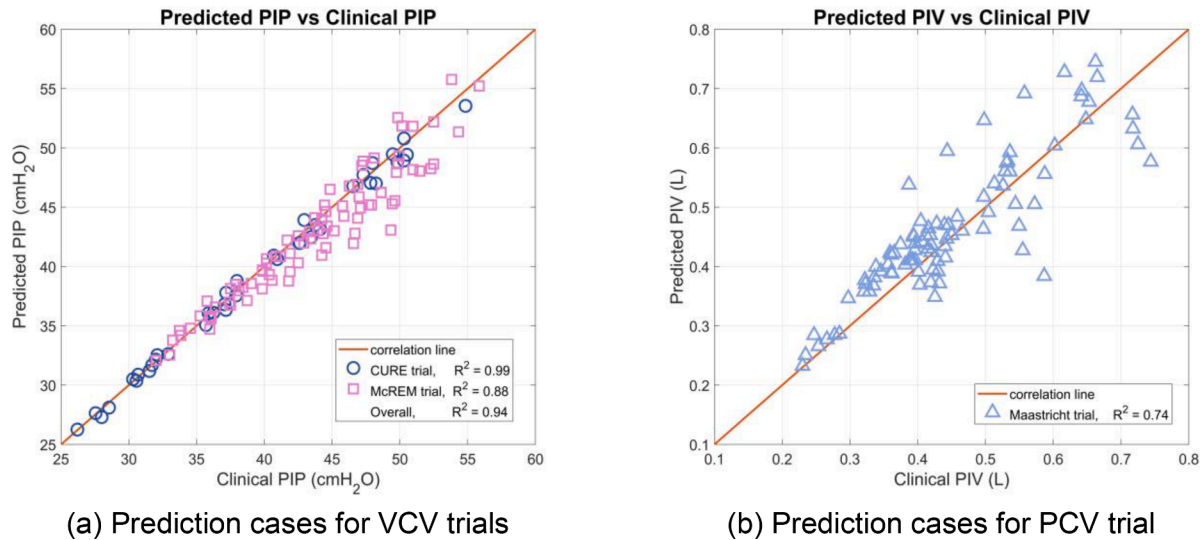 Predicted PIP vs Clinical PIP
60
55
50
45
40
35
30
25
Predicted PIP (cmH2O)
correlation line
CURE trial, R2 = 0.99
McREM trial, R2 = 0.88
Overall, R2 = 0.94
25 30 35 40 45 50 55 60
Clinical PIP (cmH2O)
(a) Prediction cases for VCV trials
Predicted PIV vs Clinical PIV
0.8
0.7
0.6
0.5
0.4
0.3
0.2
0.1
Predicted PIV (L)
correlation line
Maastricht trial, R2 = 0.74
0.1 0.2 0.3 0.4 0.5 0.6 0.7 0.8
Clinical PIV (L)
(b) Prediction cases for PCV trial